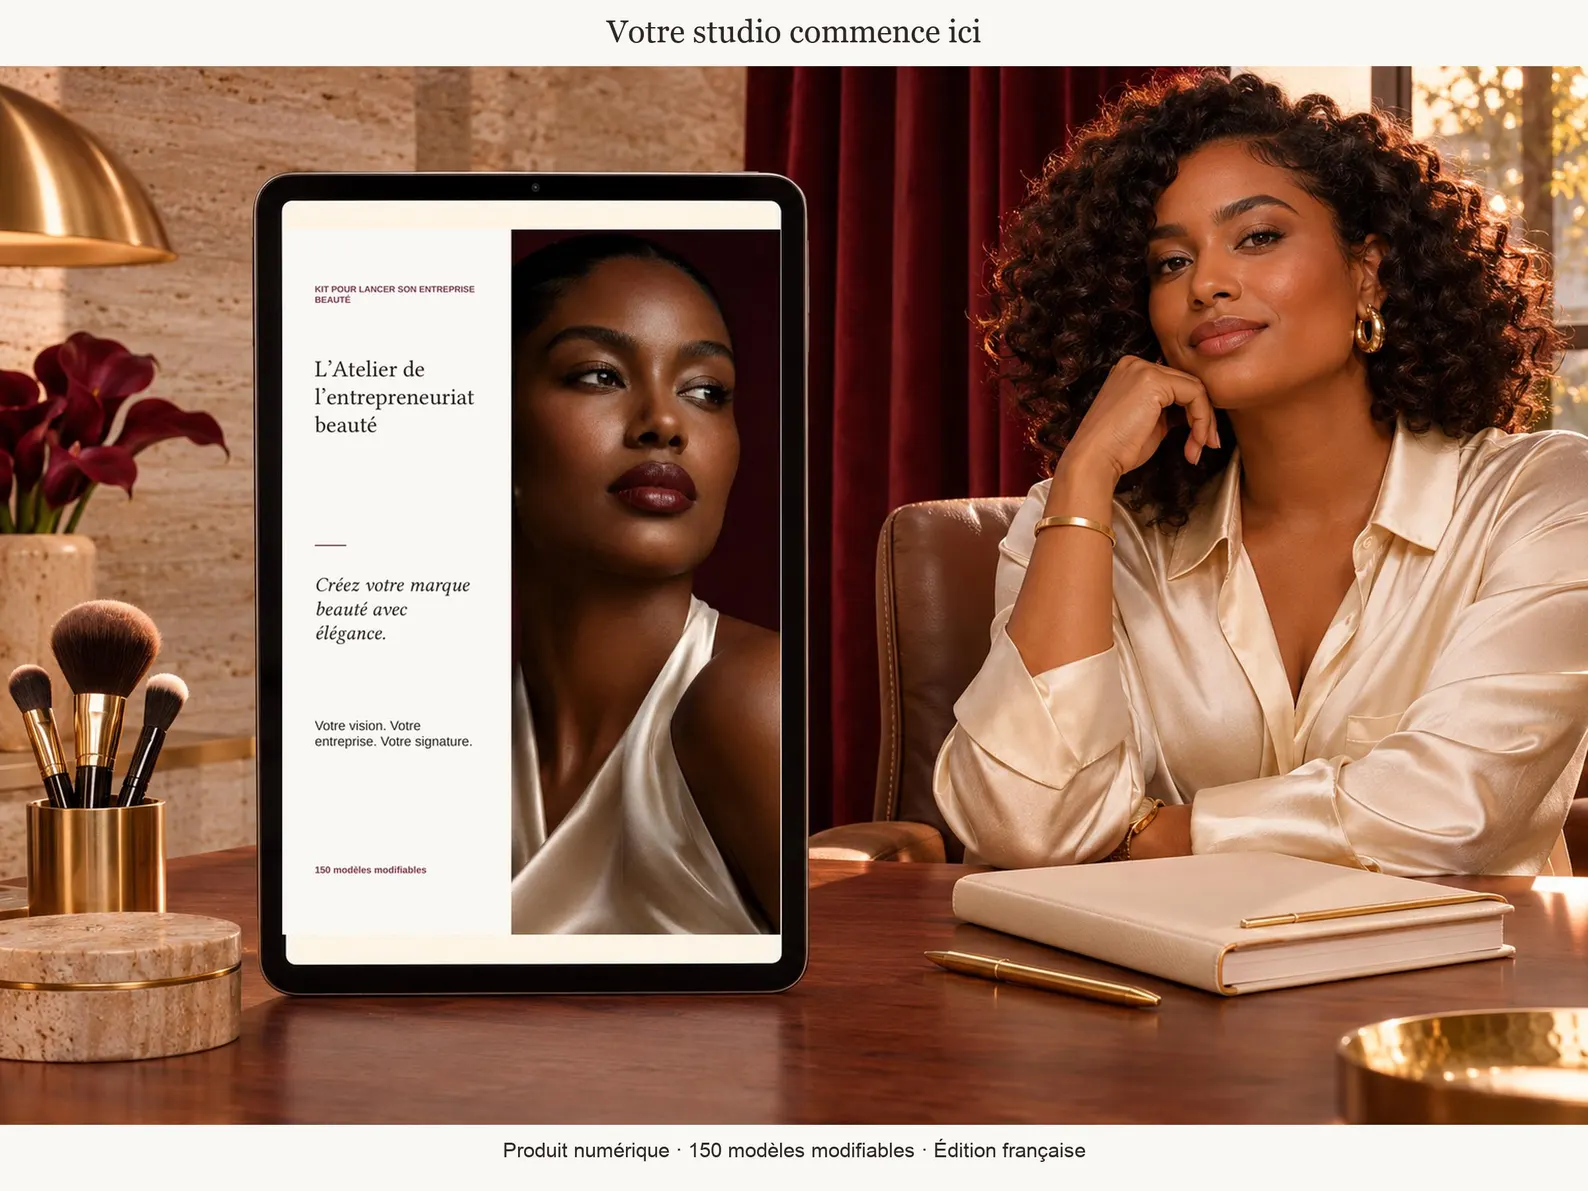 Votre studio commence ici
KIT POUR LANCER SON ENTREPRISE
BEAUTÉ
L’Atelier de
l’entrepreneuriat
beauté
Créez votre marque
beauté avec
élégance.
Votre vision. Votre
entreprise. Votre signature.
150 modèles modifiables
Produit numérique · 150 modèles modifiables · Édition française